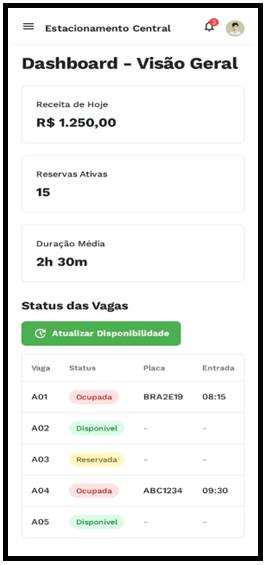 Estacionamento Central
3
Dashboard - Visão Geral
Receita de Hoje
R$ 1.250,00
Reservas Ativas
15
Duração Média
2h 30m
Status das Vagas
Atualizar Disponibilidade
Vaga Status Placa Entrada
A01 Ocupada BRA2E19 08:15
A02 Disponível - -
A03 Reservada - -
A04 Ocupada ABC1234 09:30
A05 Disponível - -